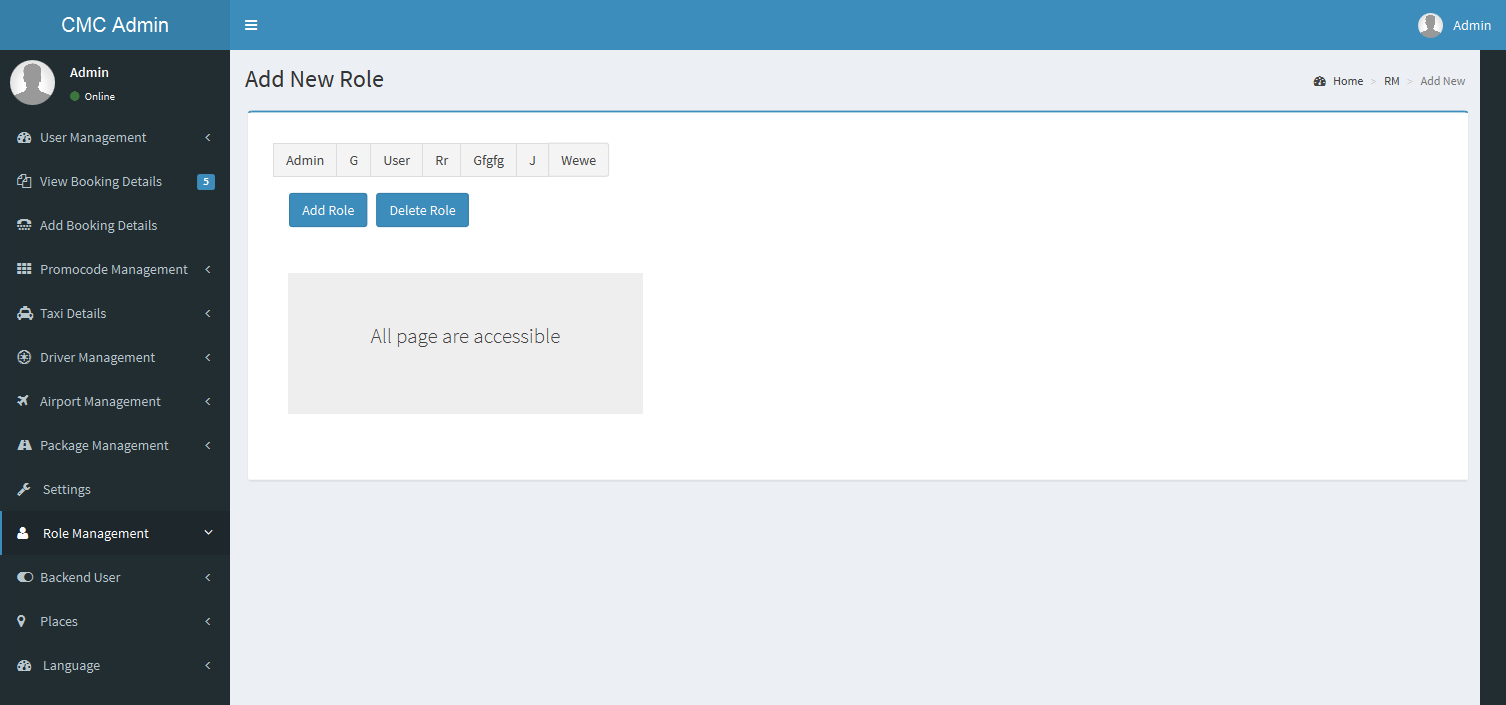 CMC Admin
Admin
Admin
Online
User Management
View Booking Details 5
Add Booking Details
Promocode Management
Taxi Details
Driver Management
Airport Management
Package Management
Settings
Role Management
Backend User
Places
Language
Add New Role
Home > RM > Add New
Admin G User Rr Gfgfg J Wewe
Add Role Delete Role
All page are accessible